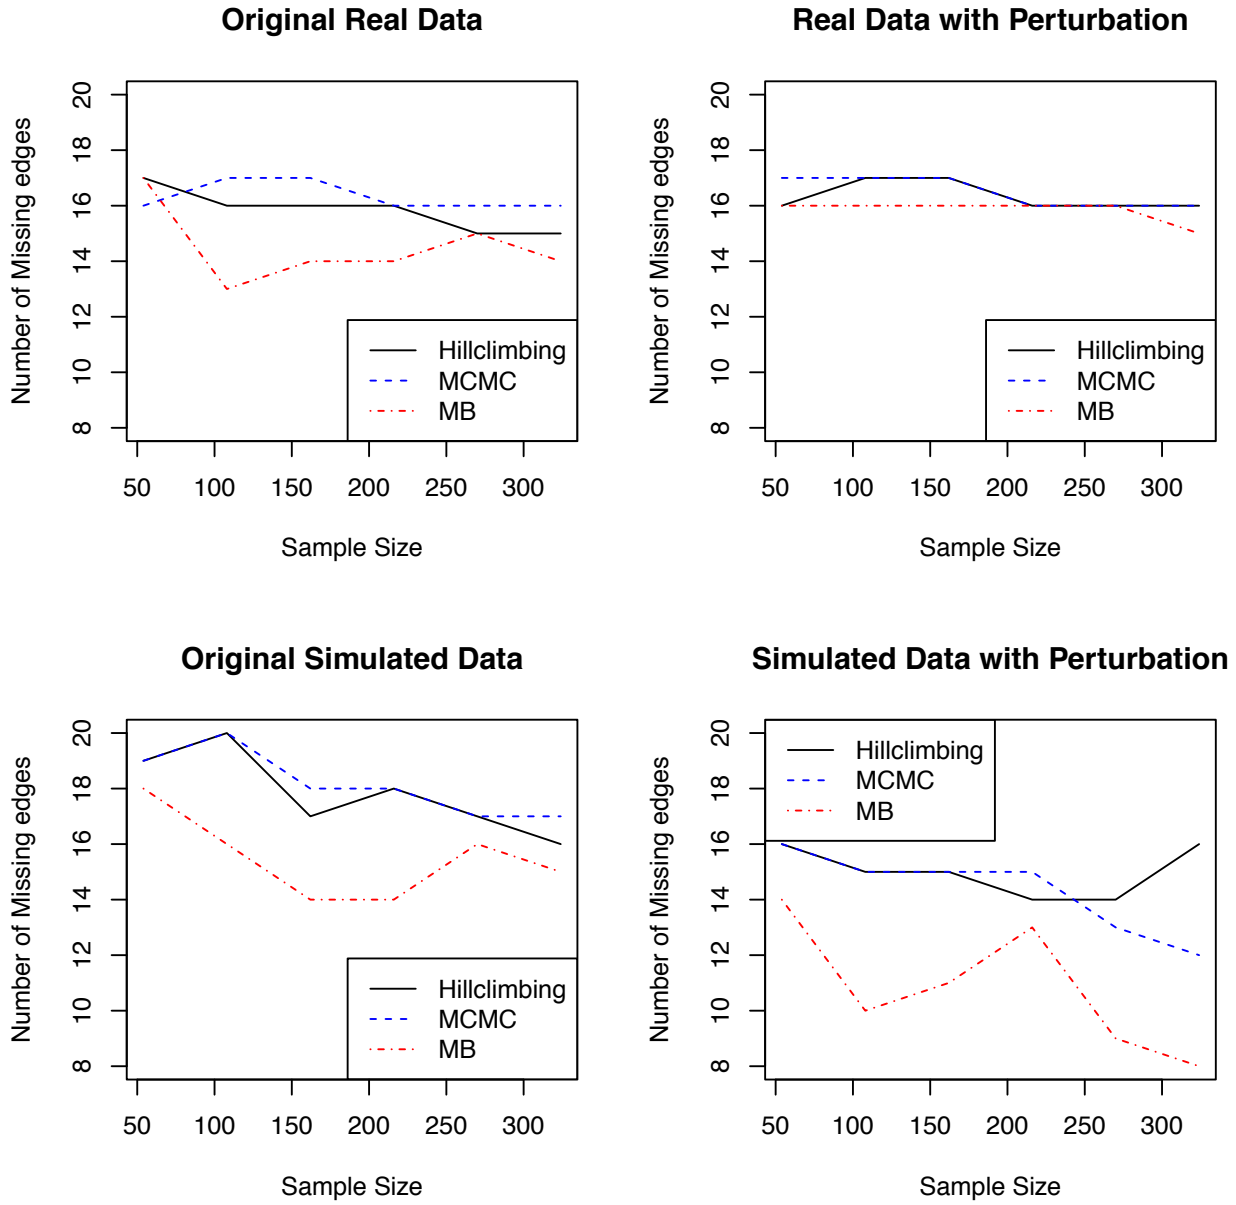 Original Real Data
Number of Missing edges
20
18
16
14
12
10
8
Hillclimbing
MCMC
MB
50 100 150 200 250 300
Sample Size
Real Data with Perturbation
Number of Missing edges
20
18
16
14
12
10
8
Hillclimbing
MCMC
MB
50 100 150 200 250 300
Sample Size
Original Simulated Data
Number of Missing edges
20
18
16
14
12
10
8
Hillclimbing
MCMC
MB
50 100 150 200 250 300
Sample Size
Simulated Data with Perturbation
Number of Missing edges
20
18
16
14
12
10
8
Hillclimbing
MCMC
MB
50 100 150 200 250 300
Sample Size